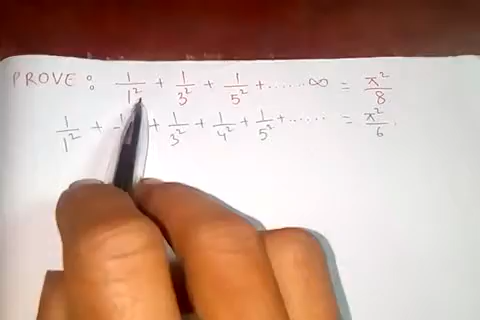 PROVE: 1/1² + 1/3² + 1/5² + ...... ∞ = π²/8
1/1² + 1 + 1/3² + 1/4² + 1/5² + ...... = π²/6.